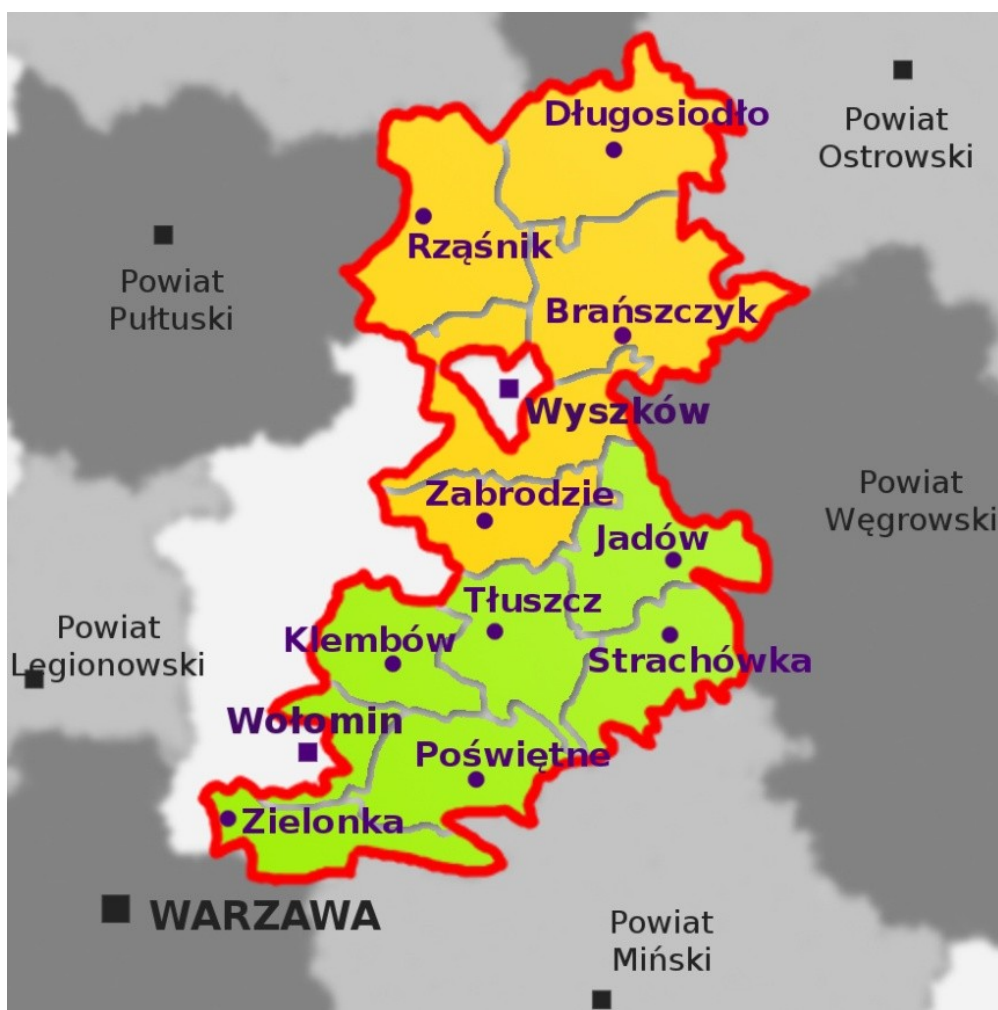 Długosiodło
Powiat
Ostrowski
Rząśnik
Powiat
Pułtuski
Brańszczyk
Wyszków
Zabrodzie
Powiat
Węgrowski
Jadów
Tłuszcz
Powiat
Legionowski
Klembów
Strachówka
Wołomin
Poświętne
Zielonka
WARZAWA
Powiat
Miński